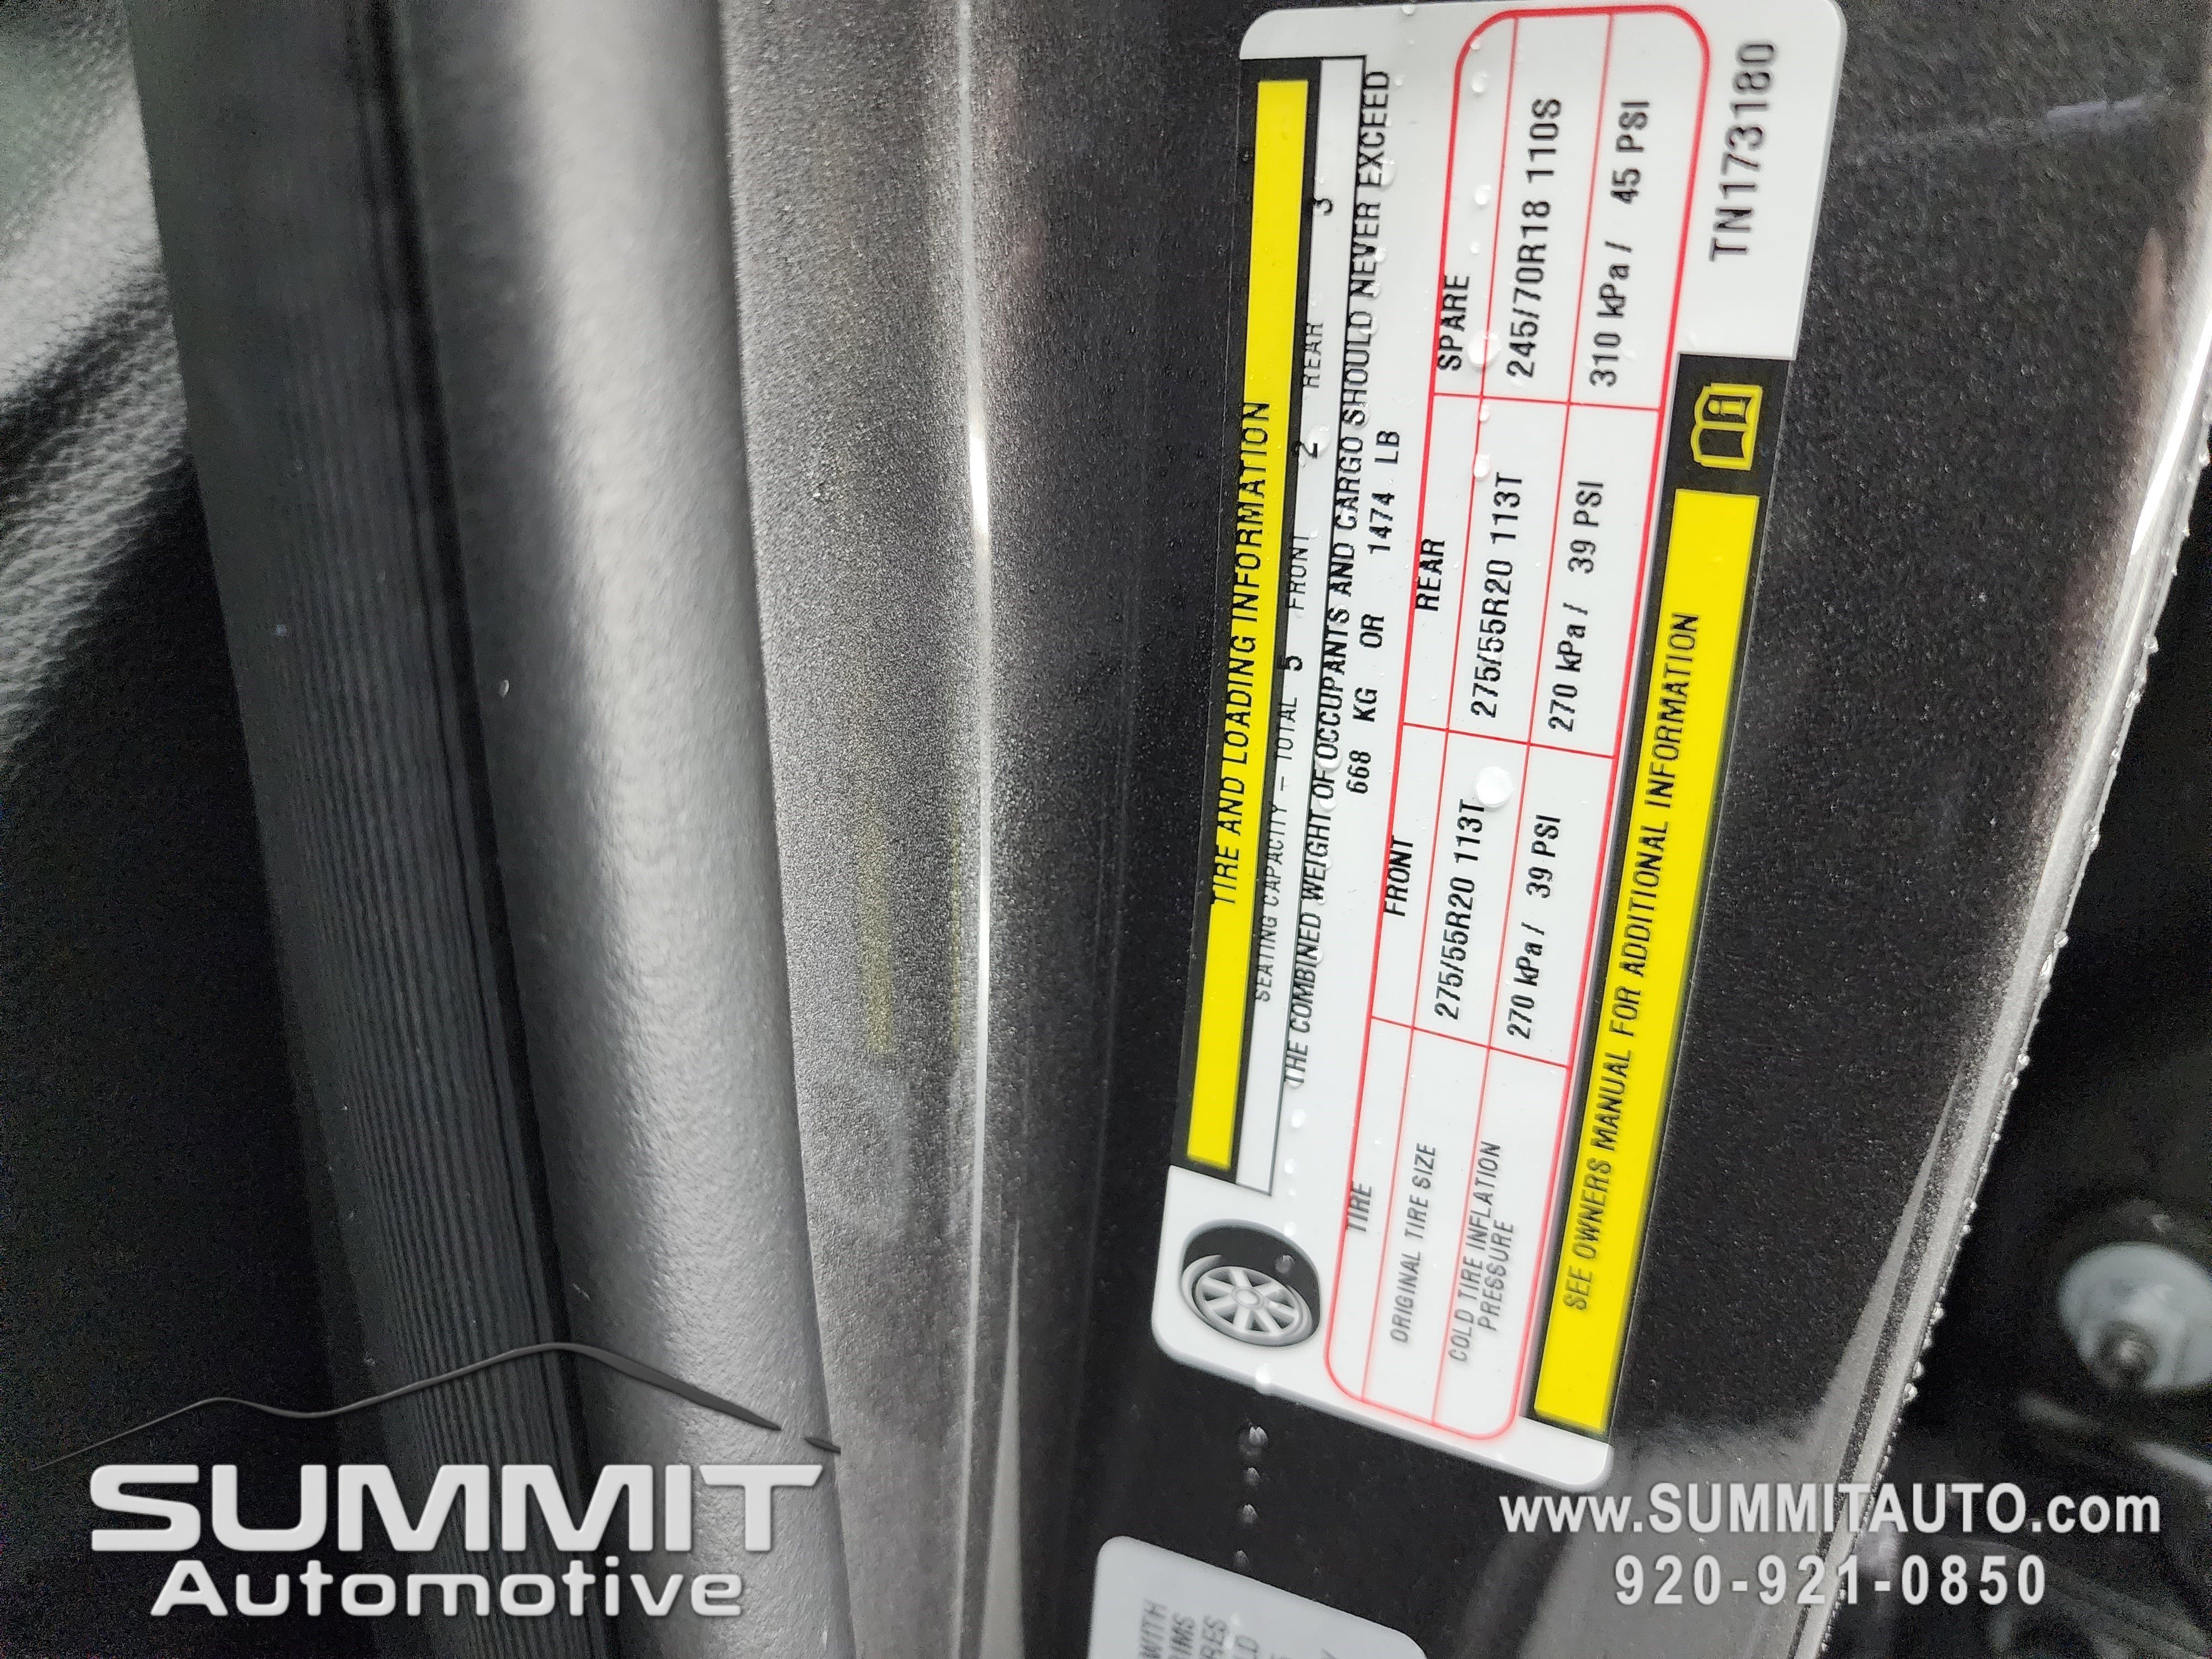 TIRE AND LOADING INFORMATION
SEATING CAPACITY – TOTAL 5 FRONT 2 REAR 3
THE COMBINED WEIGHT OF OCCUPANTS AND CARGO SHOULD NEVER EXCEED
668 KG OR 1474 LB
TIRE FRONT REAR SPARE
ORIGINAL TIRE SIZE 275/55R20 113T 275/55R20 113T 245/70R18 110S
COLD TIRE INFLATION
PRESSURE 270 kPa / 39 PSI 270 kPa / 39 PSI 310 kPa / 45 PSI
SEE OWNERS MANUAL FOR ADDITIONAL INFORMATION
TN173180
WITH
SUMMIT
Automotive
www.SUMMITAUTO.com
920-921-0850